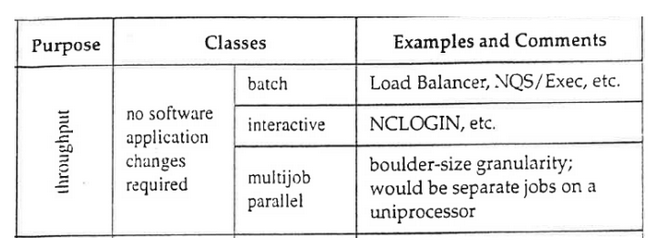 Purpose
Classes
Examples and Comments
throughput
no software
application
changes
required
batch
Load Balancer, NQS/Exec, etc.
interactive
NCLOGIN, etc.
multijob
parallel
boulder-size granularity;
would be separate jobs on a
uniprocessor